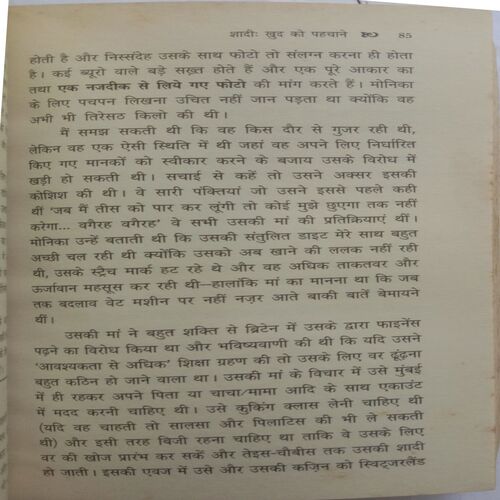 शादीः खुद को पहचाने 85
होती है और निस्संदेह उसके साथ फोटो तो संलग्न करना ही होता
है। कई ब्यूरो वाले बड़े सख़्त होते हैं और एक पूरे आकार का
तथा एक नजदीक से लिये गए फोटो की मांग करते हैं। मोनिका
के लिए पचपन लिखना उचित नहीं जान पड़ता था क्योंकि वह
अभी भी तिरेसठ किलो की थी।
मैं समझ सकती थी कि वह किस दौर से गुजर रही थी,
लेकिन वह एक ऐसी स्थिति में थी जहां वह अपने लिए निर्धारित
किए गए मानकों को स्वीकार करने के बजाय उसके विरोध में
खड़ी हो सकती थी। सचाई से कहें तो उसने अक्सर इसकी
कोशिश की थी। वे सारी पंक्तियां जो उसने इससे पहले कही
थीं 'जब मैं तीस को पार कर लूंगी तो कोई मुझे छुएगा तक नहीं
करेगा... वगैरह वगैरह' वे सभी उसकी मां की प्रतिक्रियाएं थीं।
मोनिका उन्हें बताती थी कि उसकी संतुलित डाइट मेरे साथ बहुत
अच्छी चल रही थी क्योंकि उसको अब खाने की ललक नहीं रही
थी, उसके स्ट्रैच मार्क हट रहे थे और वह अधिक ताकतवर और
ऊर्जावान महसूस कर रही थी—हालांकि मां का मानना था कि जब
तक बदलाव वेट मशीन पर नहीं नज़र आते बाकी बातें बेमायने
थीं।
उसकी मां ने बहुत शक्ति से ब्रिटेन में उसके द्वारा फाइनेंस
पढ़ने का विरोध किया था और भविष्यवाणी की थी कि यदि उसने
'आवश्यकता से अधिक' शिक्षा ग्रहण की तो उसके लिए वर ढूंढ़ना
बहुत कठिन हो जाने वाला था। उसकी मां के विचार में उसे मुंबई
में ही रहकर अपने पिता या चाचा/मामा आदि के साथ एकाउंट
में मदद करनी चाहिए थी। उसे कुकिंग क्लास लेनी चाहिए थी
(यदि वह चाहती तो सालसा और पिलाटिस की भी ले सकती
थी) और इसी तरह बिजी रहना चाहिए था ताकि वे उसके लिए
वर की खोज प्रारंभ कर सकें और तेइस-चौबीस तक उसकी शादी
हो जाती। इसकी एवज में उसे और उसकी कज़िन को स्विट्ज़रलैंड